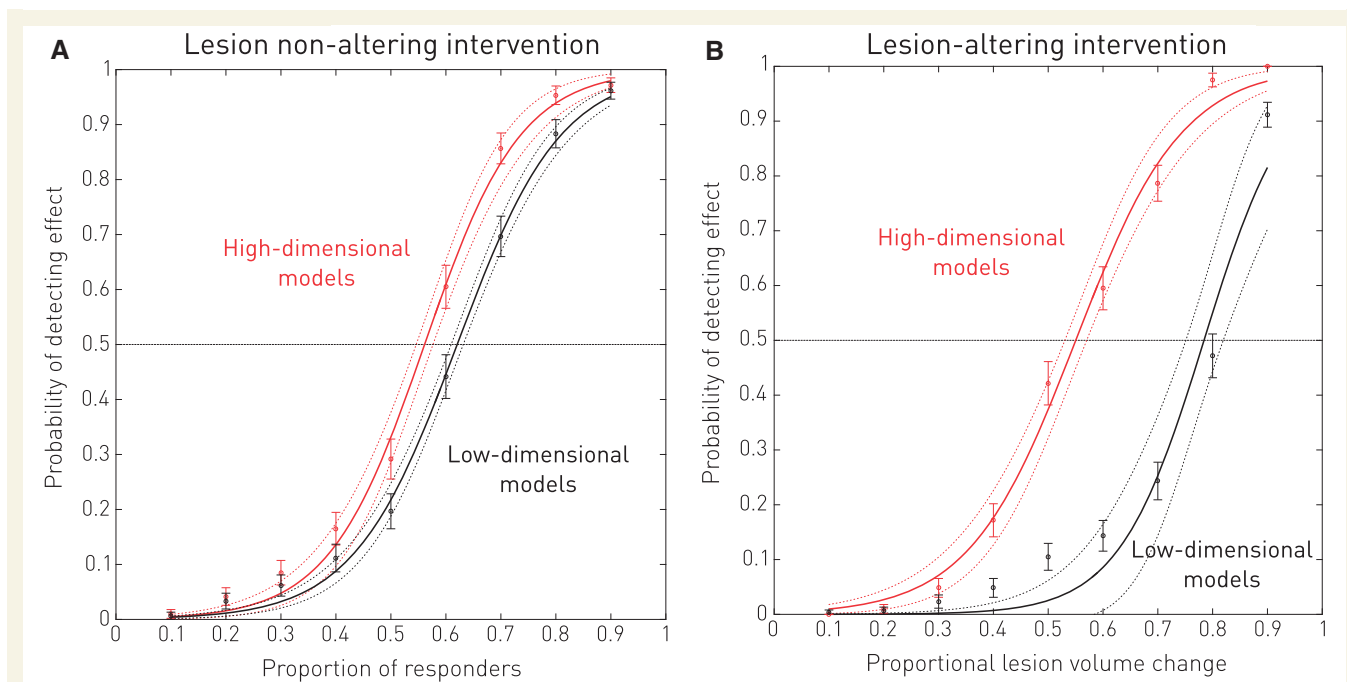 A
Lesion non-altering intervention
1
0.9
0.8
0.7
0.6
0.5
0.4
0.3
0.2
0.1
0
Probability of detecting effect
High-dimensional
models
Low-dimensional
models
0 0.1 0.2 0.3 0.4 0.5 0.6 0.7 0.8 0.9 1
Proportion of responders
B
Lesion-altering intervention
1
0.9
0.8
0.7
0.6
0.5
0.4
0.3
0.2
0.1
0
Probability of detecting effect
High-dimensional
models
Low-dimensional
models
0 0.1 0.2 0.3 0.4 0.5 0.6 0.7 0.8 0.9 1
Proportional lesion volume change